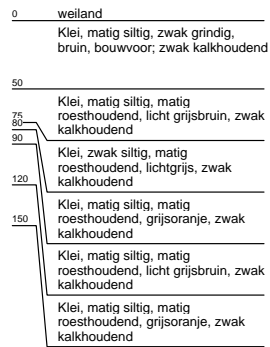 0 weiland
Klei, matig siltig, zwak grindig,
bruin, bouwvoor; zwak kalkhoudend
50
Klei, matig siltig, matig
roesthoudend, licht grijsbruin, zwak
kalkhoudend
75
80
Klei, zwak siltig, matig
roesthoudend, lichtgrijs, zwak
kalkhoudend
90
Klei, matig siltig, matig
roesthoudend, grijsoranje, zwak
kalkhoudend
120
Klei, matig siltig, matig
roesthoudend, licht grijsbruin, zwak
kalkhoudend
150
Klei, matig siltig, matig
roesthoudend, grijsoranje, zwak
kalkhoudend